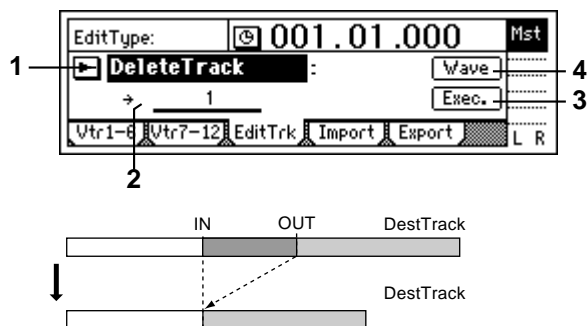 EditType: 001.01.000 Mst
1 DeleteTrack : Wave 4
→ 1 Exec. 3
Vtr1-6 Vtr7-12 EditTrk Import Export L R
2
IN OUT DestTrack
DestTrack